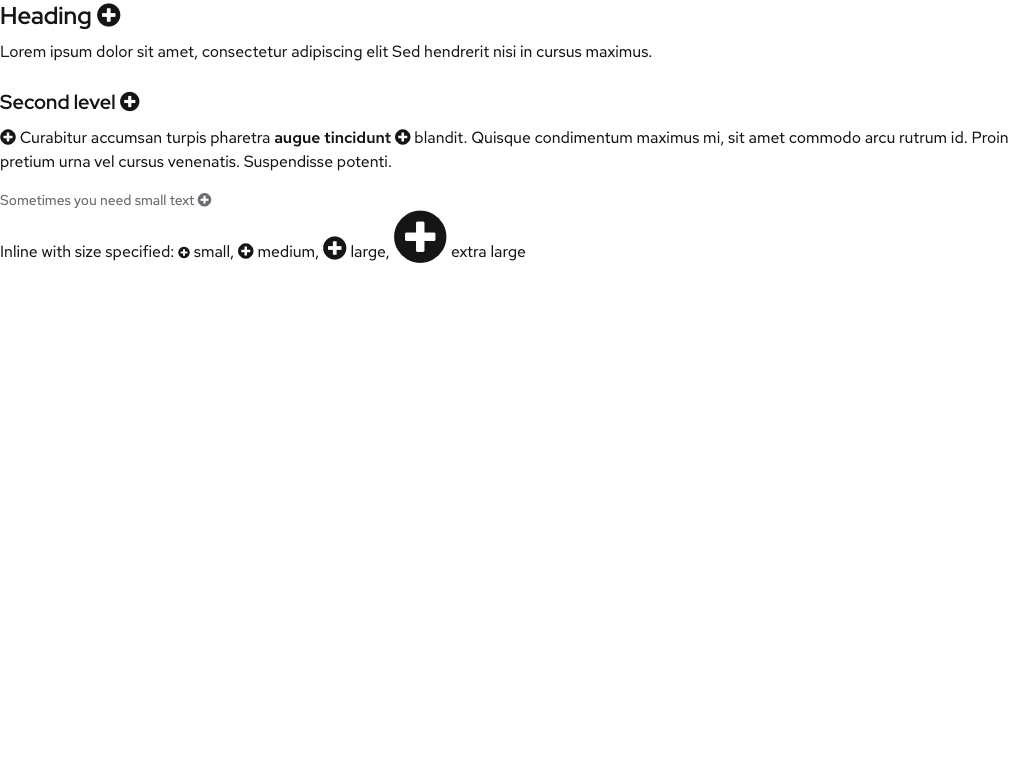 Heading
Lorem ipsum dolor sit amet, consectetur adipiscing elit Sed hendrerit nisi in cursus maximus.
Second level
Curabitur accumsan turpis pharetra augue tincidunt blandit. Quisque condimentum maximus mi, sit amet commodo arcu rutrum id. Proin
pretium urna vel cursus venenatis. Suspendisse potenti.
Sometimes you need small text
Inline with size specified: small, medium, large, extra large